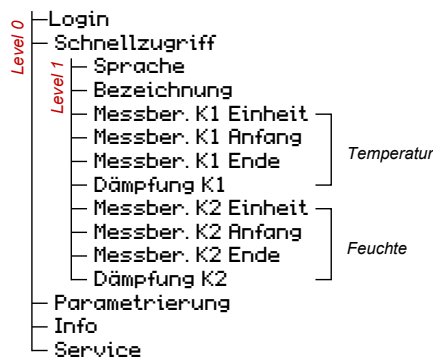 Level 0
Login
Schnellzugriff
Level 1
Sprache
Bezeichnung
Messber. K1 Einheit
Messber. K1 Anfang
Messber. K1 Ende
Dämpfung K1
Temperatur
Messber. K2 Einheit
Messber. K2 Anfang
Messber. K2 Ende
Dämpfung K2
Feuchte
Parametrierung
Info
Service